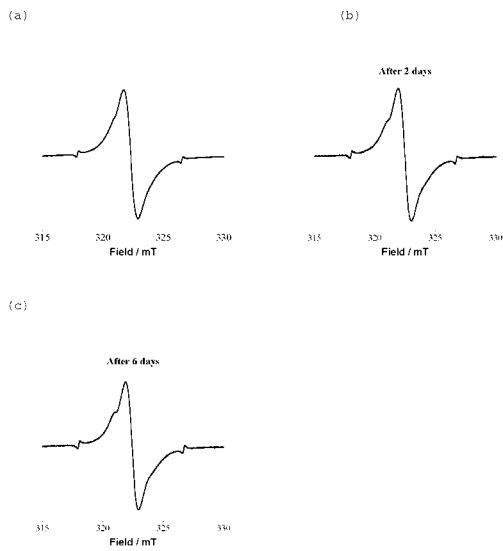 (a)
315 320 325 330
Field / mT
(b)
After 2 days
315 320 325 330
Field / mT
(c)
After 6 days
315 320 325 330
Field / mT